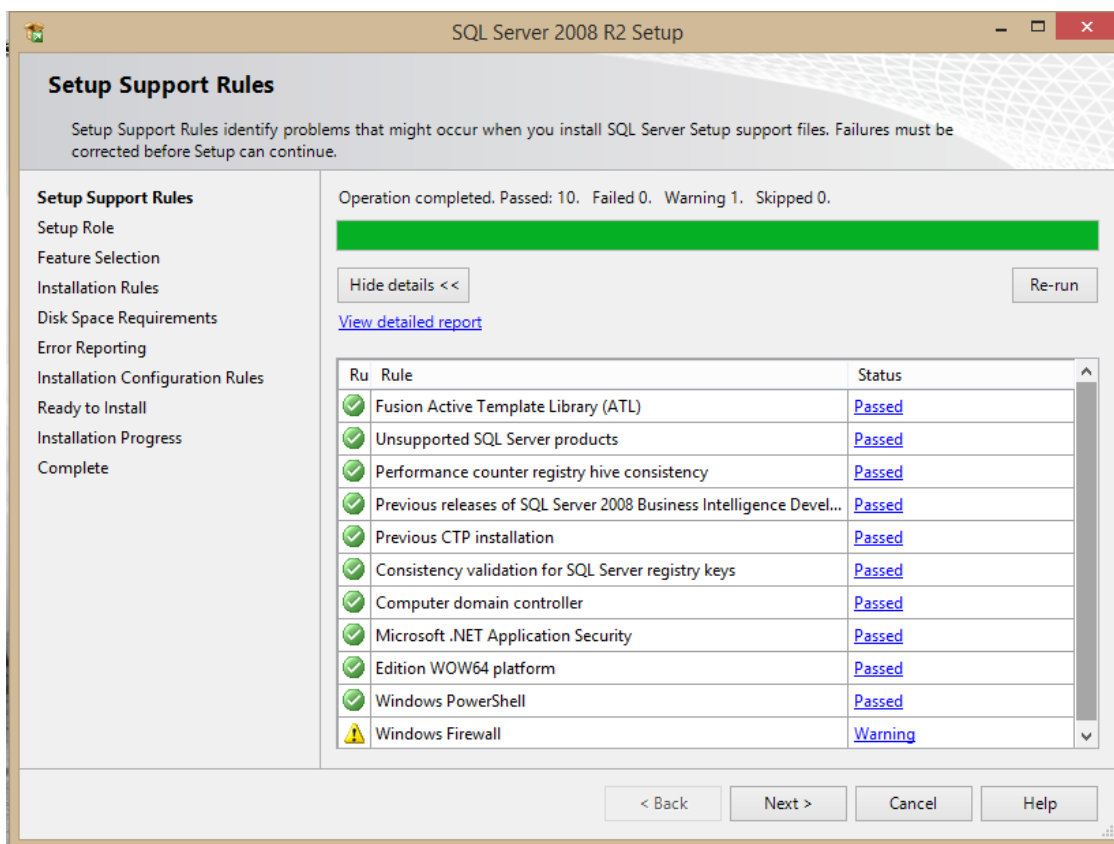 SQL Server 2008 R2 Setup
Setup Support Rules
Setup Support Rules identify problems that might occur when you install SQL Server Setup support files. Failures must be
corrected before Setup can continue.
Setup Support Rules
Setup Role
Feature Selection
Installation Rules
Disk Space Requirements
Error Reporting
Installation Configuration Rules
Ready to Install
Installation Progress
Complete
Operation completed. Passed: 10. Failed 0. Warning 1. Skipped 0.
Hide details <<
Re-run
View detailed report
Ru Rule Status
Fusion Active Template Library (ATL) Passed
Unsupported SQL Server products Passed
Performance counter registry hive consistency Passed
Previous releases of SQL Server 2008 Business Intelligence Devel... Passed
Previous CTP installation Passed
Consistency validation for SQL Server registry keys Passed
Computer domain controller Passed
Microsoft .NET Application Security Passed
Edition WOW64 platform Passed
Windows PowerShell Passed
Windows Firewall Warning
< Back Next > Cancel Help